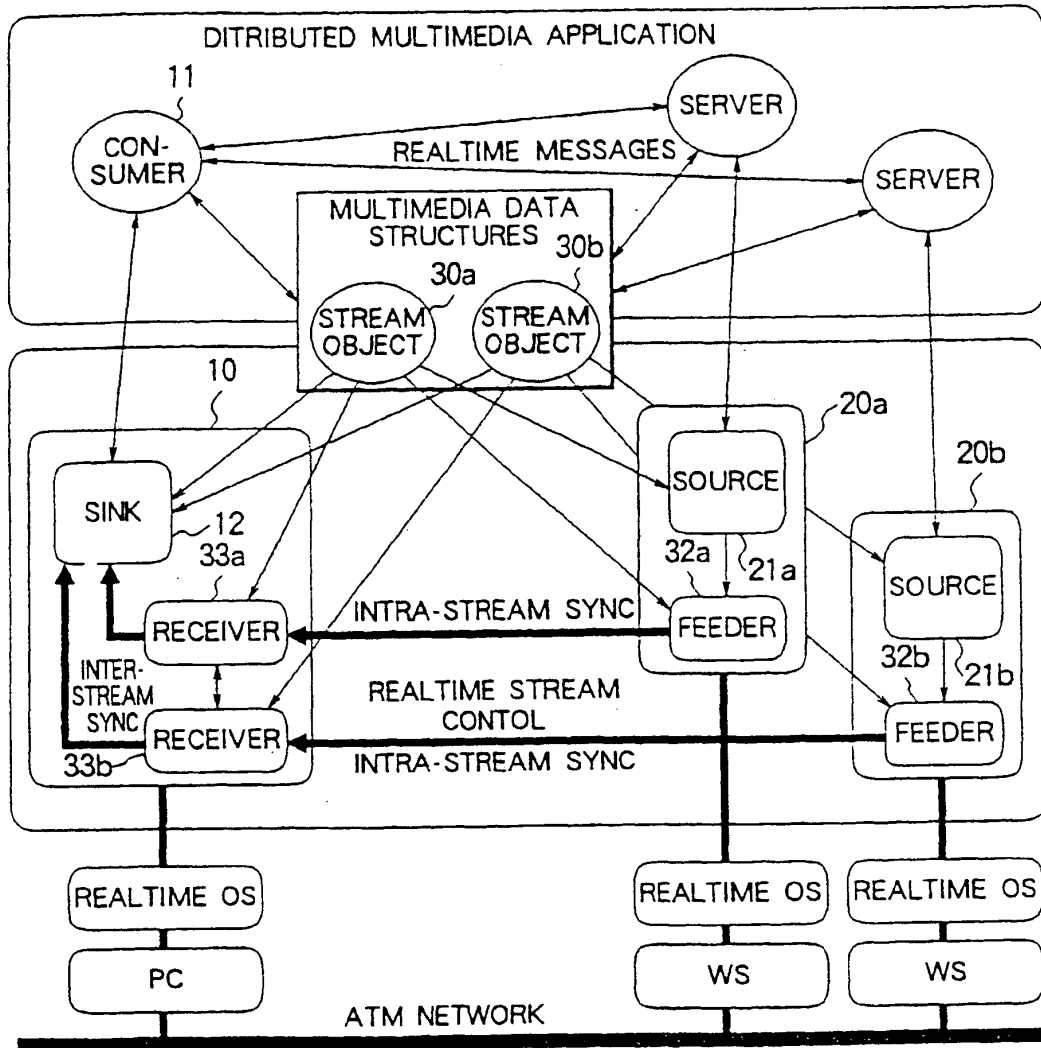 DITRIBUTED MULTIMEDIA APPLICATION
11
CON-
SUMER
SERVER
REALTIME MESSAGES
SERVER
MULTIMEDIA DATA
STRUCTURES
30a
30b
STREAM
OBJECT
STREAM
OBJECT
10
20a
20b
SINK
12
SOURCE
21a
33a
32a
SOURCE
21b
RECEIVER
INTRA-STREAM SYNC
FEEDER
32b
INTER-
STREAM
SYNC
REALTIME STREAM
CONTOL
RECEIVER
33b
INTRA-STREAM SYNC
FEEDER
REALTIME OS
REALTIME OS
REALTIME OS
PC
WS
WS
ATM NETWORK